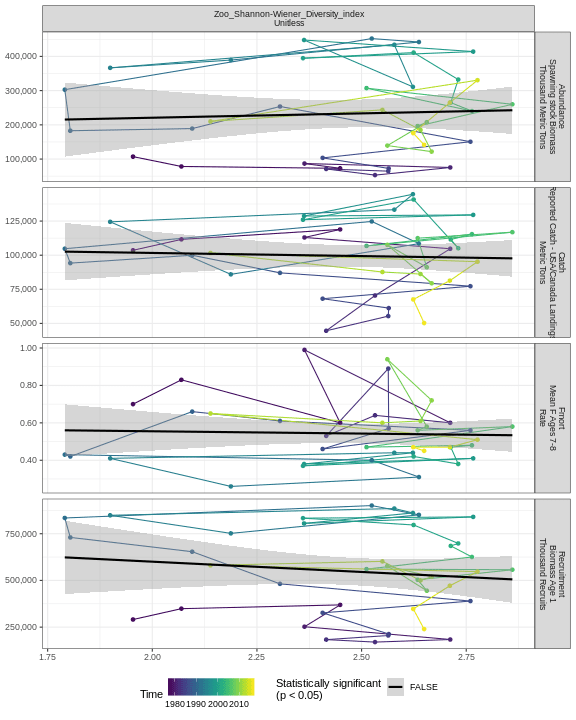 Zoo_Shannon-Wiener_Diversity_index
Unitless
400,000
300,000
200,000
100,000
Abundance
Spawning stock Biomass
Thousand Metric Tons
125,000
100,000
75,000
50,000
Catch
Reported Catch - USA/Canada Landings
Metric Tons
1.00
0.80
0.60
0.40
Fmort
Mean F Ages 7-8
Rate
750,000
500,000
250,000
Recruitment
Biomass Age 1
Thousand Recruits
1.75
2.00
2.25
2.50
2.75
Time
1980 1990 2000 2010
Statistically significant
(p < 0.05)
FALSE